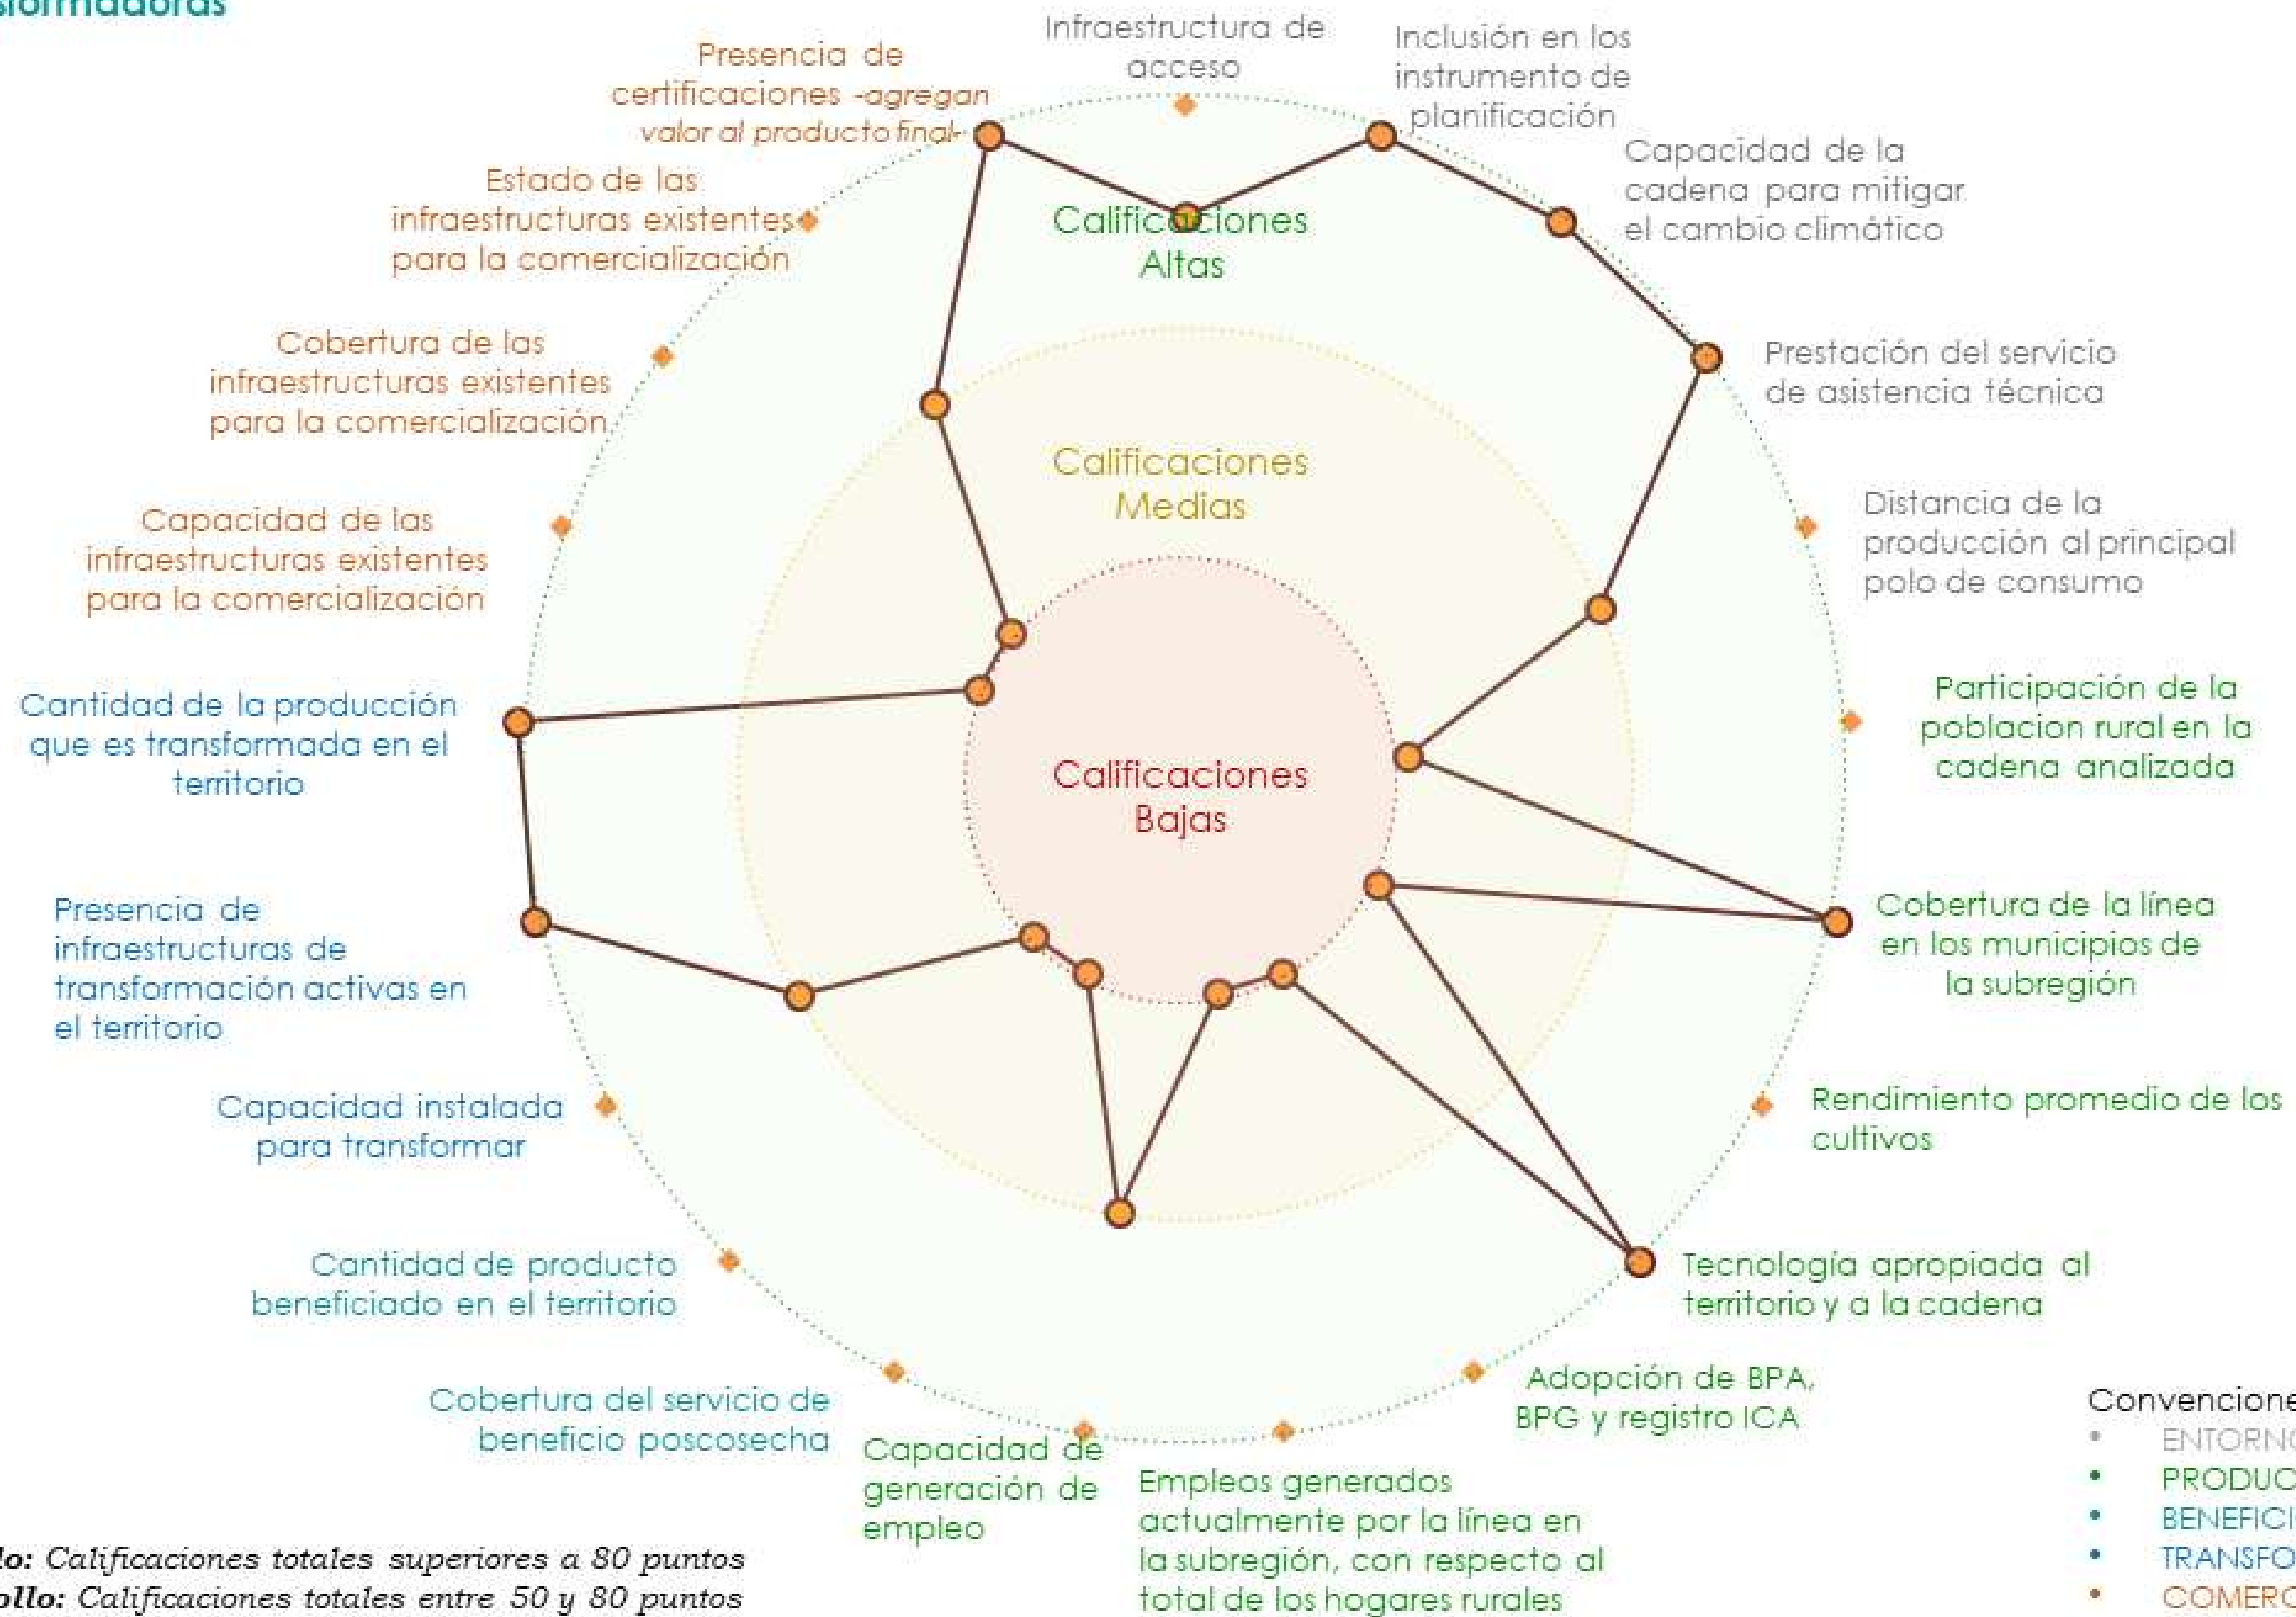 Infraestructura de
acceso
Inclusión en los
instrumento de
planificación
Capacidad de la
cadena para mitigar
el cambio climático
Prestación del servicio
de asistencia técnica
Distancia de la
producción al principal
polo de consumo
Participación de la
poblacion rural en la
cadena analizada
Cobertura de la línea
en los municipios de
la subregión
Rendimiento promedio de los
cultivos
Tecnología apropiada al
territorio y a la cadena
Adopción de BPA,
BPG y registro ICA
Empleos generados
actualmente por la línea en
la subregión, con respecto al
total de los hogares rurales
Capacidad de
generación de
empleo
Cobertura del servicio de
beneficio poscosecha
Cantidad de producto
beneficiado en el territorio
Capacidad instalada
para transformar
Presencia de
infraestructuras de
transformación activas en
el territorio
Cantidad de la producción
que es transformada en el
territorio
Capacidad de las
infraestructuras existentes
para la comercialización
Cobertura de las
infraestructuras existentes
para la comercialización
Estado de las
infraestructuras existentes
para la comercialización
Presencia de
certificaciones -agregan
valor al producto final-
Calificaciones
Altas
Calificaciones
Medias
Calificaciones
Bajas
Calificaciones totales superiores a 80 puntos
Calificaciones totales entre 50 y 80 puntos